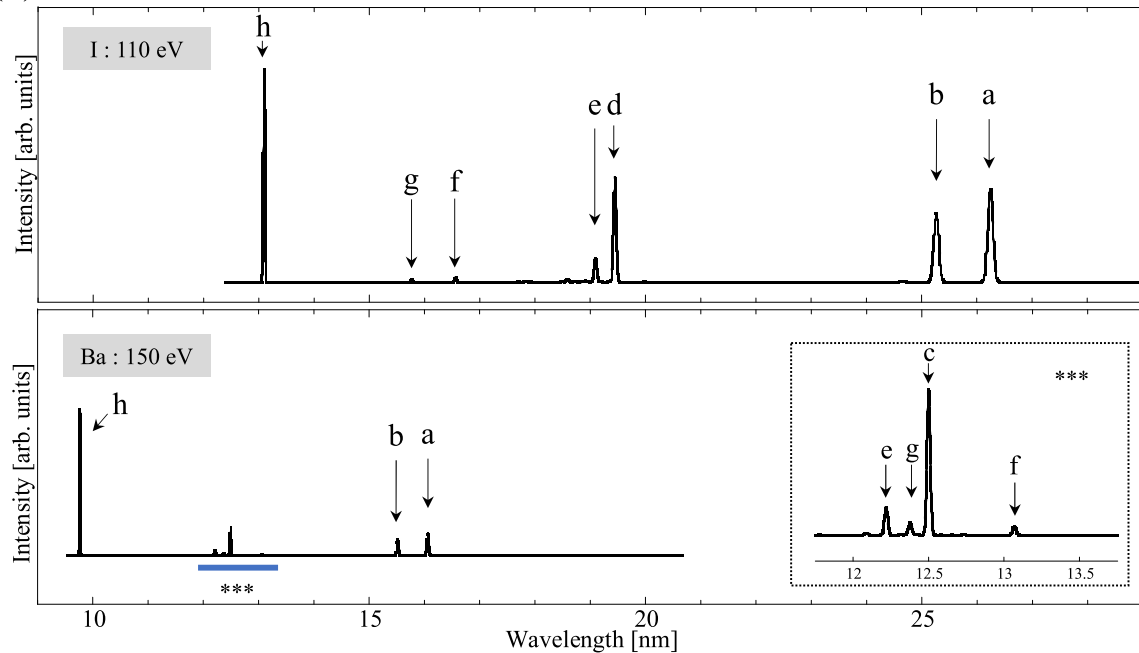 I : 110 eV
h
g
f
e d
b
a
Intensity [arb. units]
Ba : 150 eV
h
b
a
***
Intensity [arb. units]
c
***
e
g
f
12 12.5 13 13.5
10 15 20 25
Wavelength [nm]